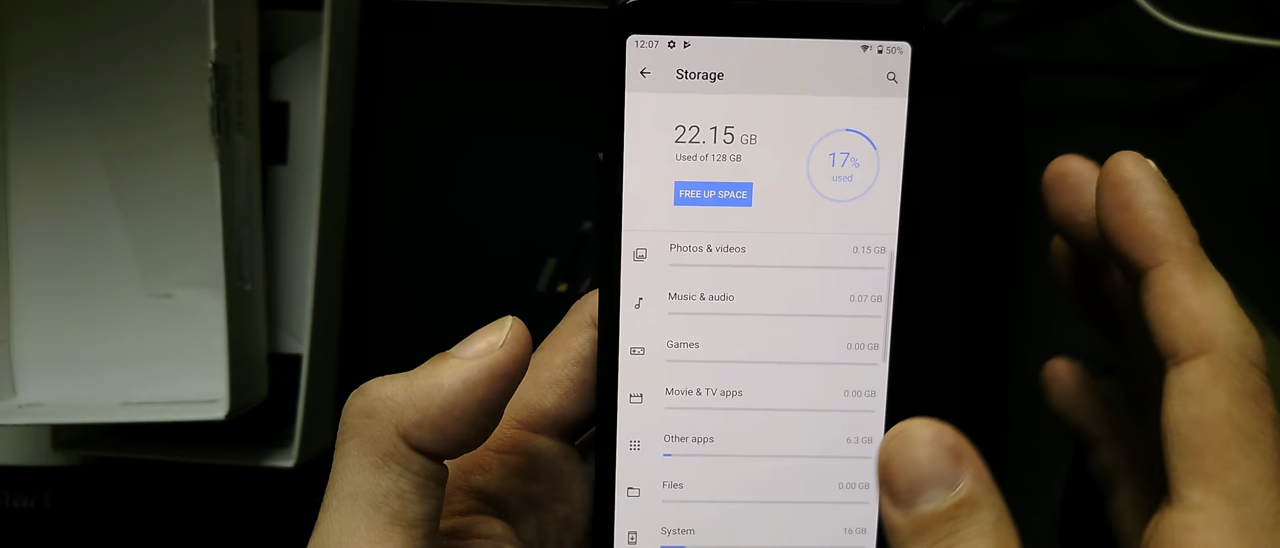 12:07 50%
Storage
22.15 GB
Used of 128 GB
17%
used
FREE UP SPACE
Photos & videos 0.15 GB
Music & audio 0.07 GB
Games 0.00 GB
Movie & TV apps 0.00 GB
Other apps 6.3 GB
Files 0.00 GB
System 16 GB